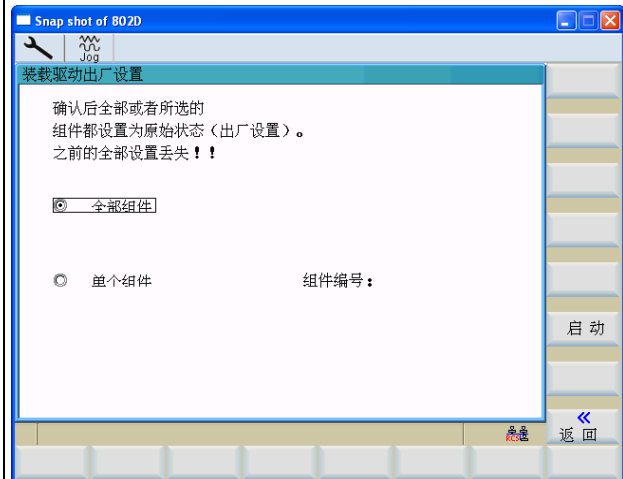 Snap shot of 802D
Jog
装载驱动出厂设置
确认后全部或者所选的
组件都设置为原始状态（出厂设置）。
之前的全部设置丢失！！
全部组件
单个组件 组件编号：
启动
«
返回
RCS